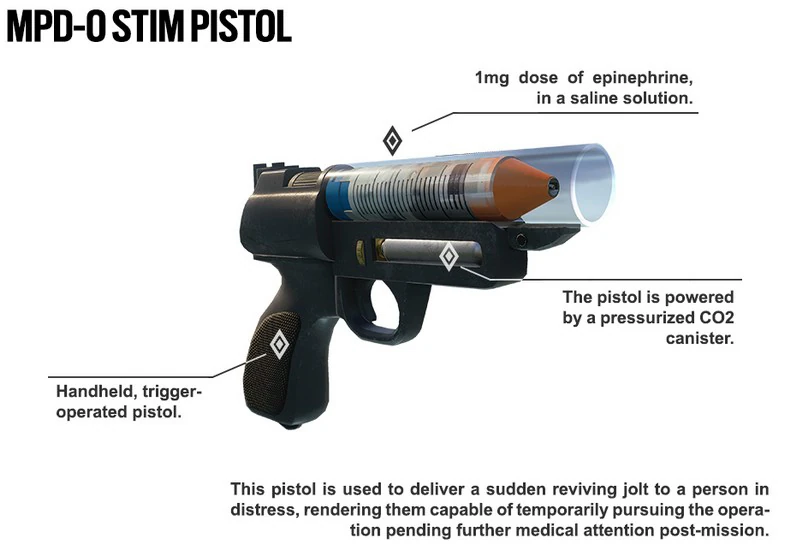 MPD-0 STIM PISTOL
1mg dose of epinephrine,
in a saline solution.
The pistol is powered
by a pressurized CO2
canister.
Handheld, trigger-
operated pistol.
This pistol is used to deliver a sudden reviving jolt to a person in
distress, rendering them capable of temporarily pursuing the opera-
tion pending further medical attention post-mission.